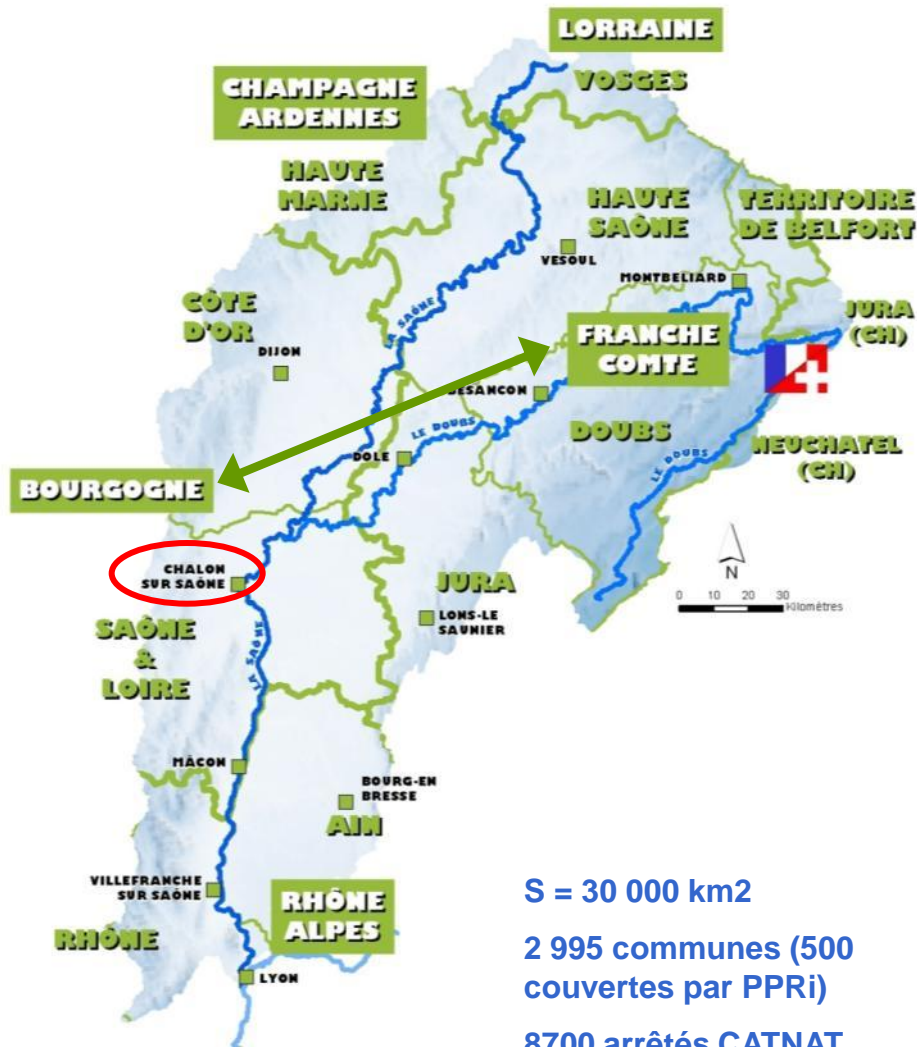 LORRAINE
VOSGES
CHAMPAGNE
ARDENNES
HAUTE
MARNE
HAUTE
SAÔNE
TERRITOIRE
DE BELFORT
VESOUL
MONTBELIARD
CÔTE
D'OR
LA SAÔNE
JURA
(CH)
DIJON
FRANCHE
COMTE
BESANCON
LE DOUBS
DOUBS
DOLE
NEUCHATEL
(CH)
LE DOUBS
BOURGOGNE
CHALON
SUR SAÔNE
N
0 10 20 30
Kilomètres
JURA
LONS-LE
SAUNIER
SAÔNE
&
LOIRE
LA SAÔNE
MÂCON
BOURG-EN
BRESSE
AIN
VILLEFRANCHE
SUR SAÔNE
RHÔNE
ALPES
RHÔNE
LYON
S = 30 000 km2
2 995 communes (500
couvertes par PPRi)
8700 arrêtés CATNAT